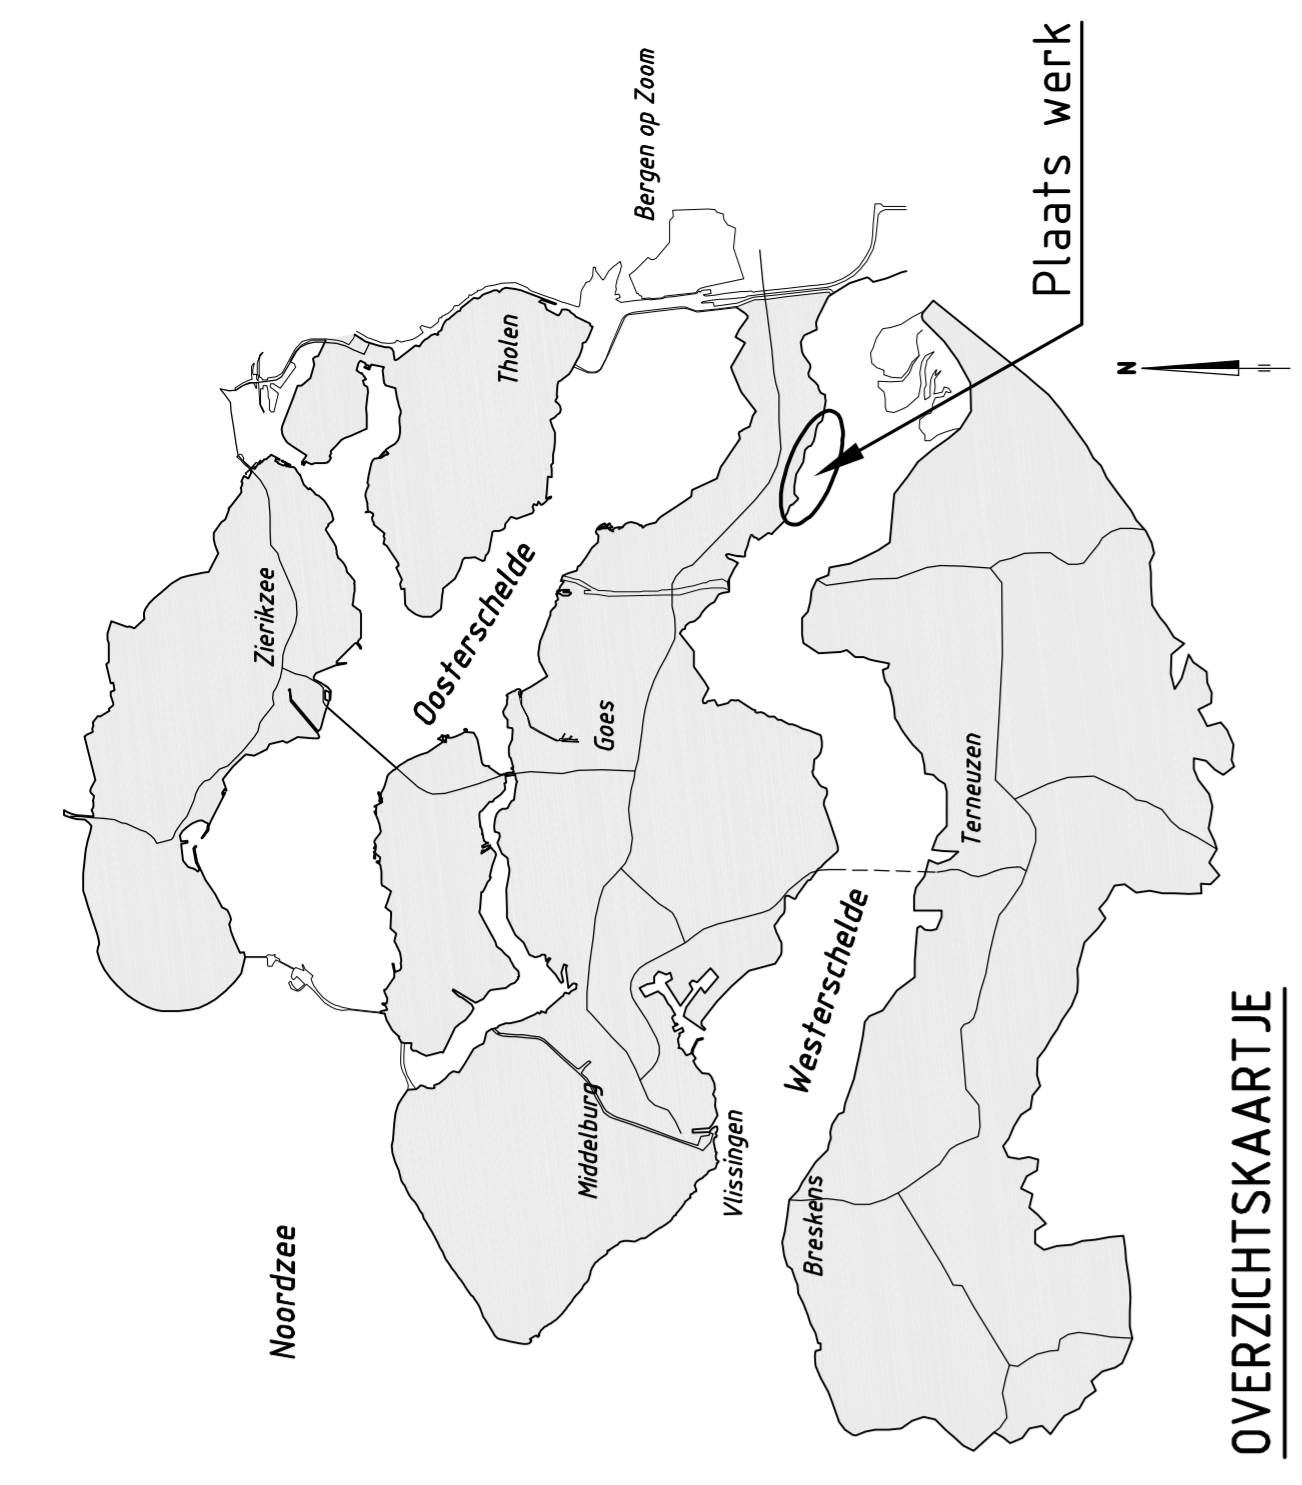 Noordzee
Zierikzee
Tholen
Bergen op Zoom
Oosterschelde
Goes
Middelburg
Vlissingen
Westerschelde
Breskens
Terneuzen
Plaats werk
N
OVERZICHTSKAARTJE